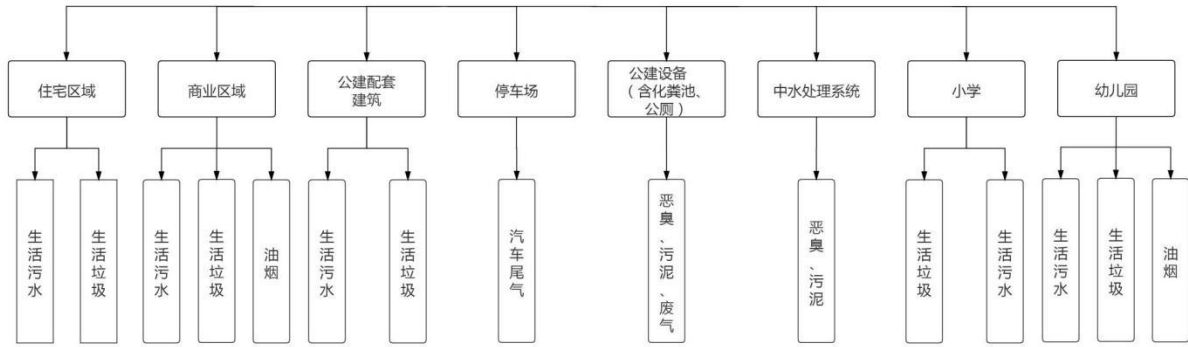 住宅区域
商业区域
公建配套
建筑
停车场
公建设备
（含化粪池、
公厕）
中水处理系统
小学
幼儿园
生活污水
生活垃圾
生活污水
生活垃圾
油烟
生活污水
生活垃圾
汽车尾气
恶臭、污泥、废气
恶臭、污泥
生活垃圾
生活污水
生活污水
生活垃圾
油烟